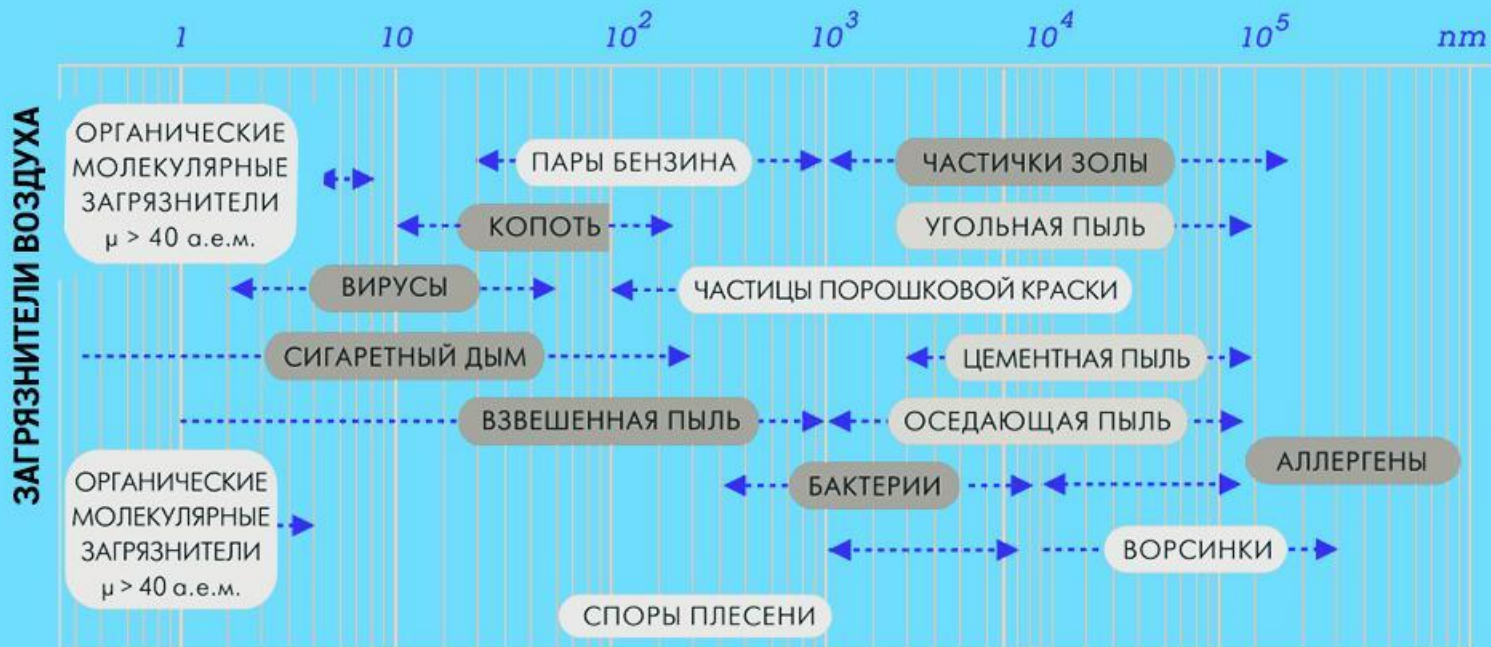 1 10 10² 10³ 10⁴ 10⁵ nm
ЗАГРЯЗНИТЕЛИ ВОЗДУХА
ОРГАНИЧЕСКИЕ
МОЛЕКУЛЯРНЫЕ
ЗАГРЯЗНИТЕЛИ
μ > 40 а.е.м.
ПАРЫ БЕНЗИНА
ЧАСТИЧКИ ЗОЛЫ
КОПОТЬ
УГОЛЬНАЯ ПЫЛЬ
ВИРУСЫ
ЧАСТИЦЫ ПОРОШКОВОЙ КРАСКИ
СИГАРЕТНЫЙ ДЫМ
ЦЕМЕНТНАЯ ПЫЛЬ
ВЗВЕШЕННАЯ ПЫЛЬ
ОСЕДАЮЩАЯ ПЫЛЬ
АЛЛЕРГЕНЫ
ОРГАНИЧЕСКИЕ
МОЛЕКУЛЯРНЫЕ
ЗАГРЯЗНИТЕЛИ
μ > 40 а.е.м.
БАКТЕРИИ
ВОРСИНКИ
СПОРЫ ПЛЕСЕНИ